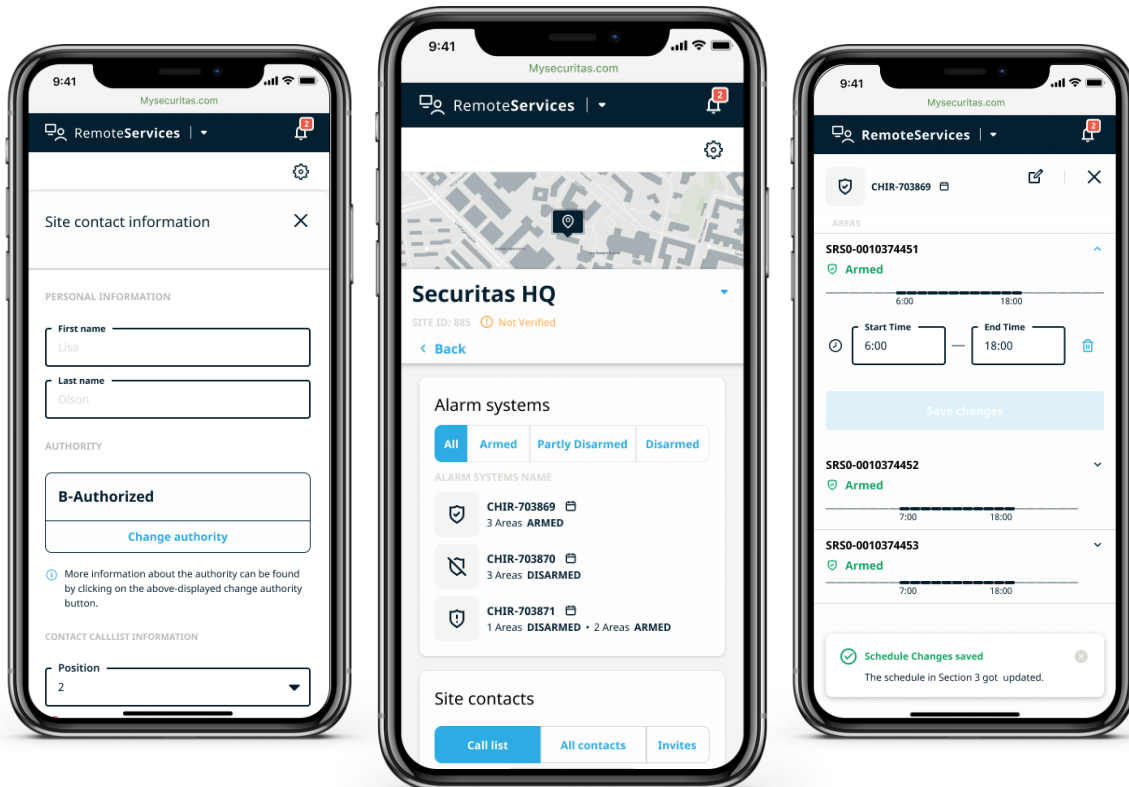 9:41
Mysecuritas.com
RemoteServices
2
Site contact information
PERSONAL INFORMATION
First name
Lisa
Last name
Olson
AUTHORITY
B-Authorized
Change authority
More information about the authority can be found
by clicking on the above-displayed change authority
button.
CONTACT CALLLIST INFORMATION
Position
2
9:41
Mysecuritas.com
RemoteServices
2
Securitas HQ
SITE ID: 885 Not Verified
Back
Alarm systems
All Armed Partly Disarmed Disarmed
ALARM SYSTEMS NAME
CHIR-703869
3 Areas ARMED
CHIR-703870
3 Areas DISARMED
CHIR-703871
1 Areas DISARMED • 2 Areas ARMED
Site contacts
Call list All contacts Invites
9:41
Mysecuritas.com
RemoteServices
2
CHIR-703869
AREAS
SRS0-0010374451
Armed
6:00 18:00
Start Time End Time
6:00 — 18:00
Save changes
SRS0-0010374452
Armed
7:00 18:00
SRS0-0010374453
Armed
7:00 18:00
Schedule Changes saved
The schedule in Section 3 got updated.